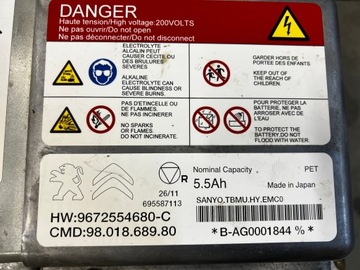 DANGER
Haute tension/High voltage:200VOLTS
Ne pas ouvrir/Do not open
Ne pas déconnecter/Do not disconnect
ELECTROLYTE
ALCALIN PEUT
CAUSER CECITE OU
DES BRULURES
SEVERES
ALKALINE
ELECTROLYTE CAN
CAUSE BLINDNESS OR
SEVERE BURNS
GARDER HORS DE
PORTEE DES ENFANTS
KEEP OUT OF THE
REACH OF
CHILDREN
PAS D'ETINCELLE OU
DE FLAMMES.
NE PAS INCINERER
NO SPARKS
OR FLAMES.
DO NOT INCINERATE
POUR PROTEGER LA
BATTERIE, NE PAS
ARROSER AVEC DE
L'EAU
TO PROTECT THE
BATTERY, DO NOT
EXPOSE TO WATER
R
26/11
695587113
Nominal Capacity
PET
5.5Ah
Made in Japan
SANYO.TBMU.HY.EMC0
HW:9672554680-C
CMD:98.018.689.80
*B-AG0001844 %*